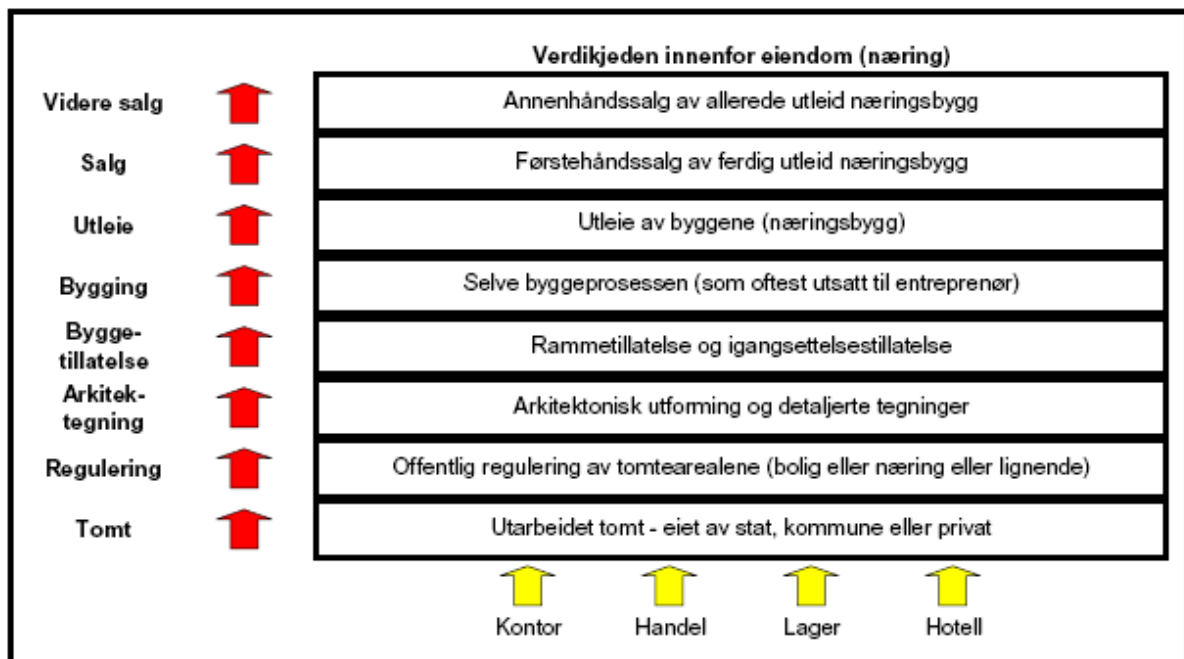 Verdikjeden innenfor eiendom (næring)
Videre salg
Annenhåndssalg av allerede utleid næringsbygg
Salg
Førstehåndssalg av ferdig utleid næringsbygg
Utleie
Utleie av byggene (næringsbygg)
Bygging
Selve byggeprosessen (som oftest utsatt til entreprenør)
Bygge-
tillatelse
Rammetillatelse og igangsettelsestillatelse
Arkitek-
tegning
Arkitektonisk utforming og detaljerte tegninger
Regulering
Offentlig regulering av tomtearealene (bolig eller næring eller lignende)
Tomt
Utarbeidet tomt - eiet av stat, kommune eller privat
Kontor Handel Lager Hotell